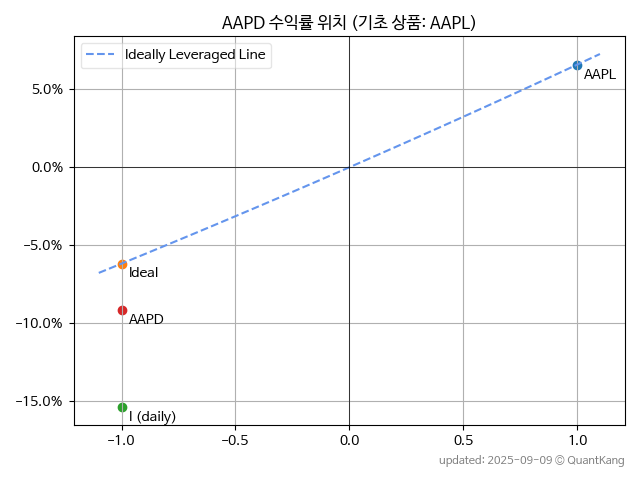 AAPD 수익률 위치 (기초 상품: AAPL)
Ideally Leveraged Line
AAPL
5.0%
0.0%
−5.0%
Ideal
AAPD
−10.0%
−15.0%
I (daily)
−1.0
−0.5
0.0
0.5
1.0
updated: 2025-09-09 © QuantKang